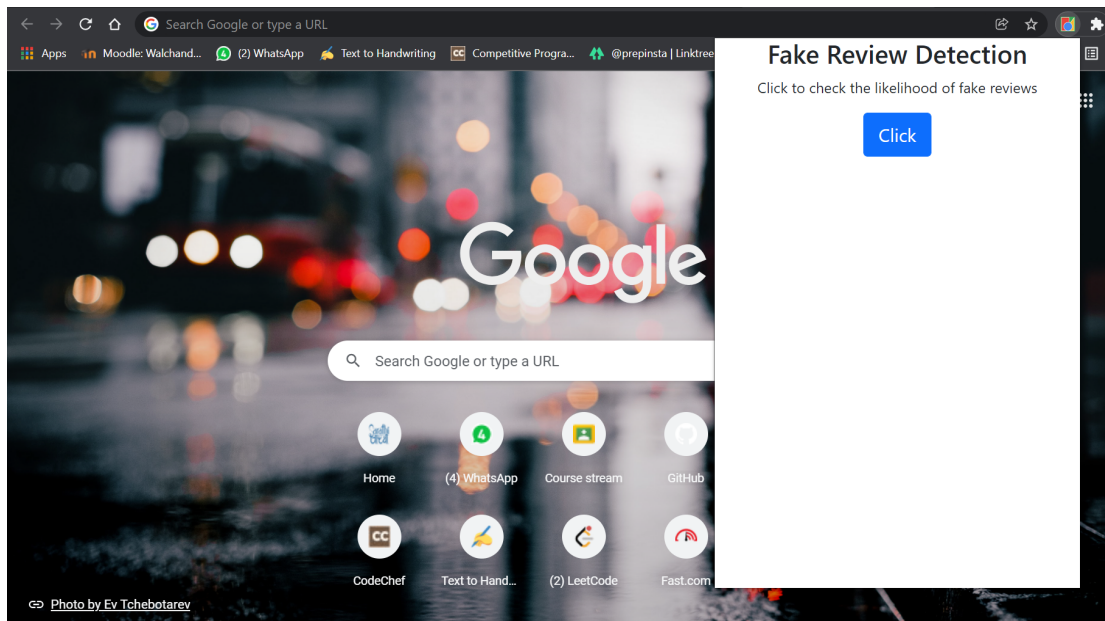 Search Google or type a URL
Apps
Moodle: Walchand...
(2) WhatsApp
Text to Handwriting
Competitive Progra...
@prepinsta | Linktree
Fake Review Detection
Click to check the likelihood of fake reviews
Click
Google
Search Google or type a URL
Home
4
(4) WhatsApp
Course stream
GitHub
CC
CodeChef
Text to Hand...
(2) LeetCode
Fast.com
Photo by Ev Tchebotarev